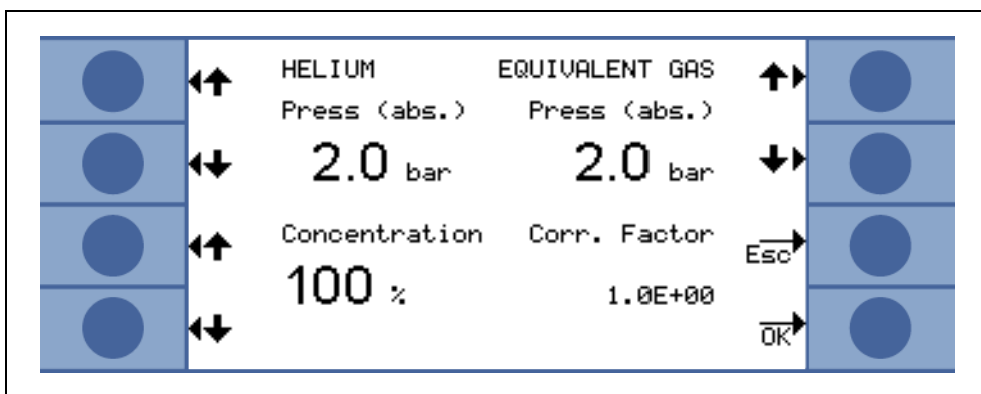 HELIUM EQUIVALENT GAS
Press (abs.) Press (abs.)
2.0 bar 2.0 bar
Concentration Corr. Factor
Esc
100 % 1.0E+00
OK